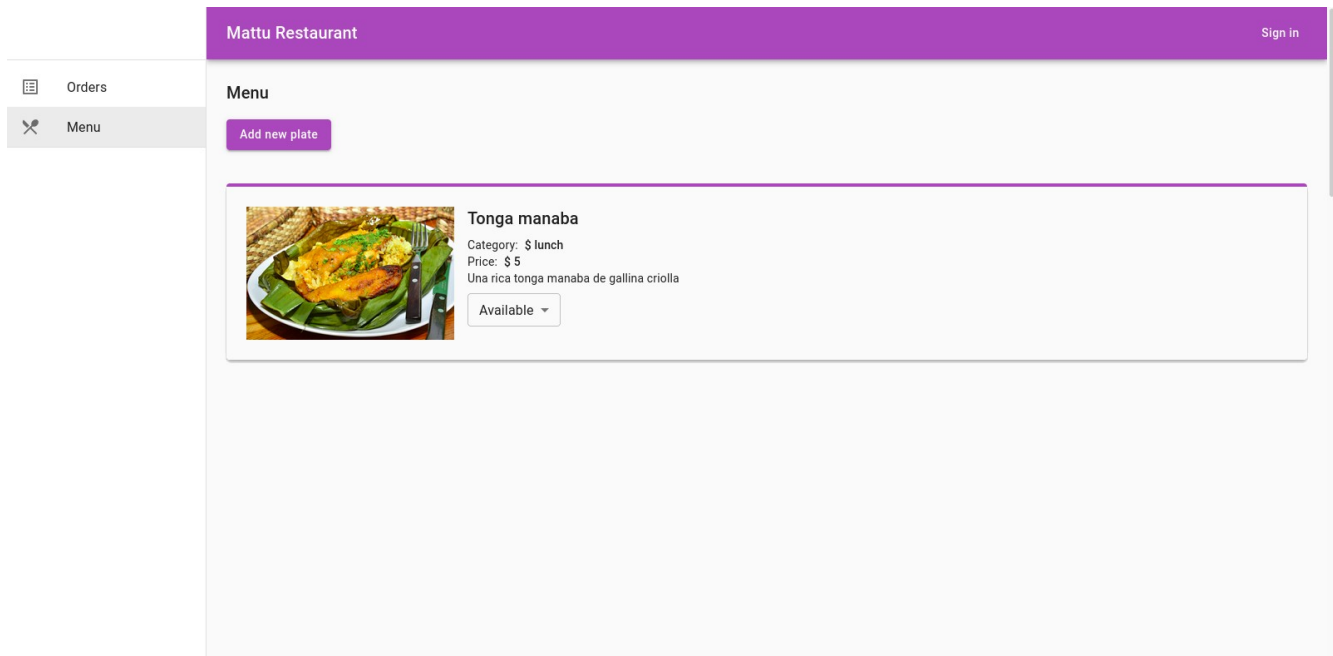 Mattu Restaurant
Sign in
Orders
Menu
Menu
Add new plate
Tonga manaba
Category: $ lunch
Price: $ 5
Una rica tonga manaba de gallina criolla
Available